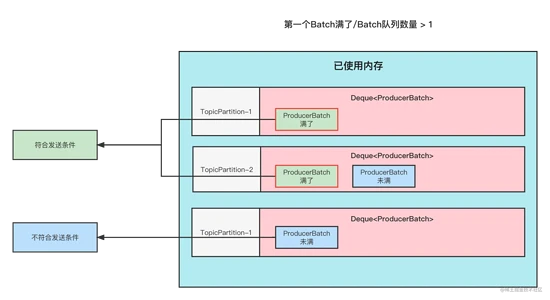 第一个Batch满了/Batch队列数量 > 1
已使用内存
Deque<ProducerBatch>
TopicPartition-1
ProducerBatch
满了
符合发送条件
Deque<ProducerBatch>
TopicPartition-2
ProducerBatch
满了
ProducerBatch
未满
Deque<ProducerBatch>
不符合发送条件
TopicPartition-1
ProducerBatch
未满
@稀土掘金技术社区